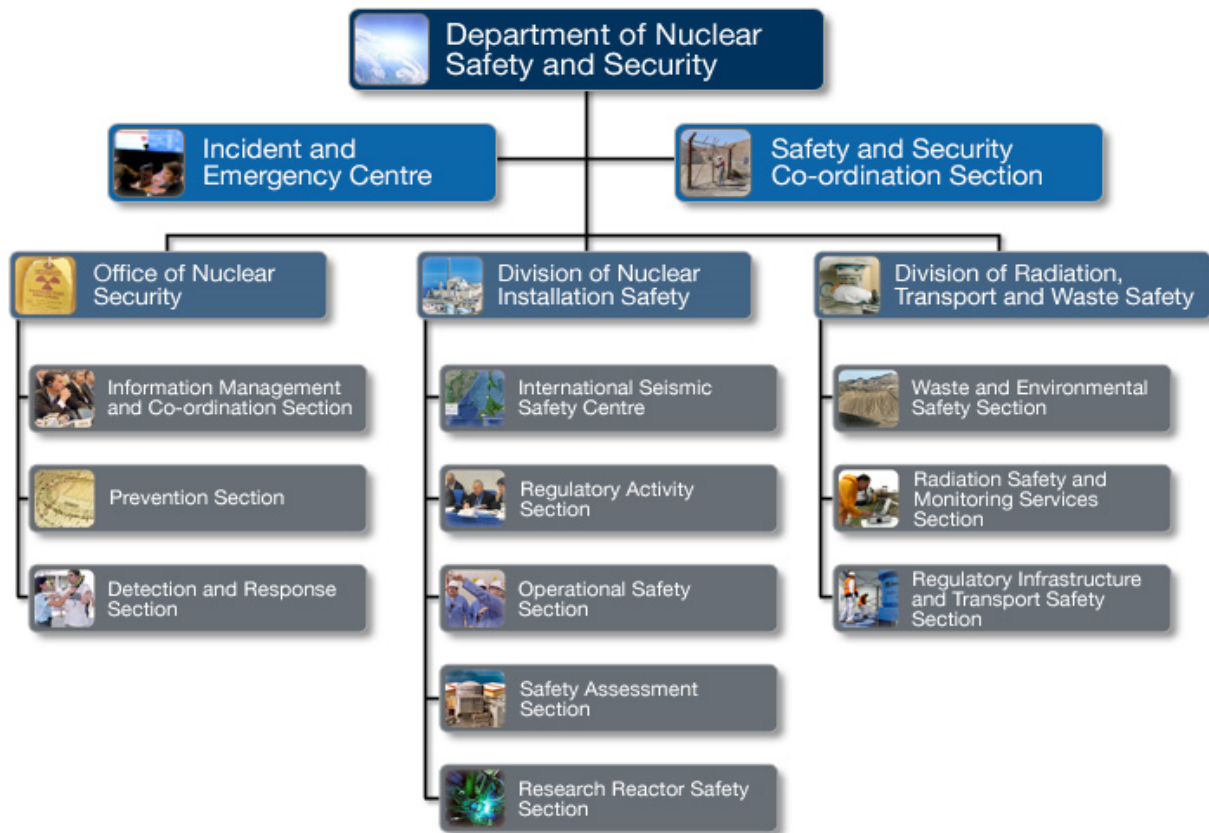 Department of Nuclear
Safety and Security
Incident and
Emergency Centre
Safety and Security
Co-ordination Section
Office of Nuclear
Security
Division of Nuclear
Installation Safety
Division of Radiation,
Transport and Waste Safety
Information Management
and Co-ordination Section
Prevention Section
Detection and Response
Section
International Seismic
Safety Centre
Regulatory Activity
Section
Operational Safety
Section
Safety Assessment
Section
Research Reactor Safety
Section
Waste and Environmental
Safety Section
Radiation Safety and
Monitoring Services
Section
Regulatory Infrastructure
and Transport Safety
Section